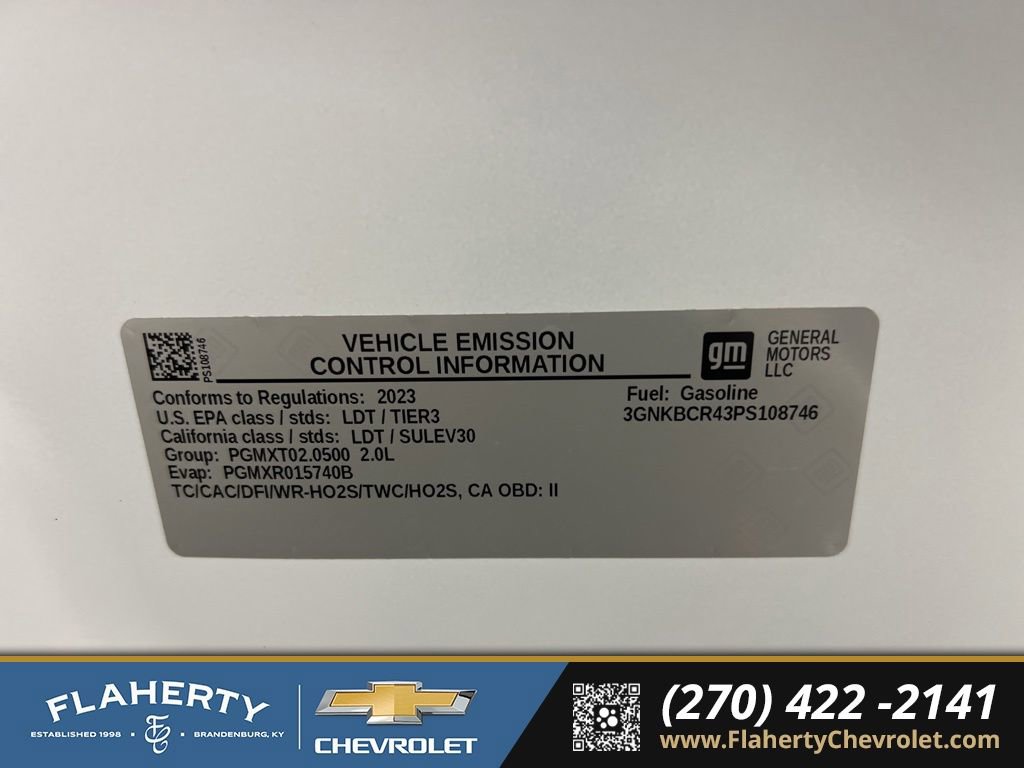 PS108746
VEHICLE EMISSION
CONTROL INFORMATION
gm
GENERAL
MOTORS
LLC
Conforms to Regulations: 2023
U.S. EPA class / stds: LDT / TIER3
California class / stds: LDT / SULEV30
Group: PGMXT02.0500 2.0L
Evap: PGMXR015740B
TC/CAC/DFI/WR-HO2S/TWC/HO2S, CA OBD: II
Fuel: Gasoline
3GNKBCR43PS108746
FLAHERTY
ESTABLISHED 1998 • BRANDENBURG, KY
CHEVROLET
(270) 422 -2141
www.FlahertyChevrolet.com